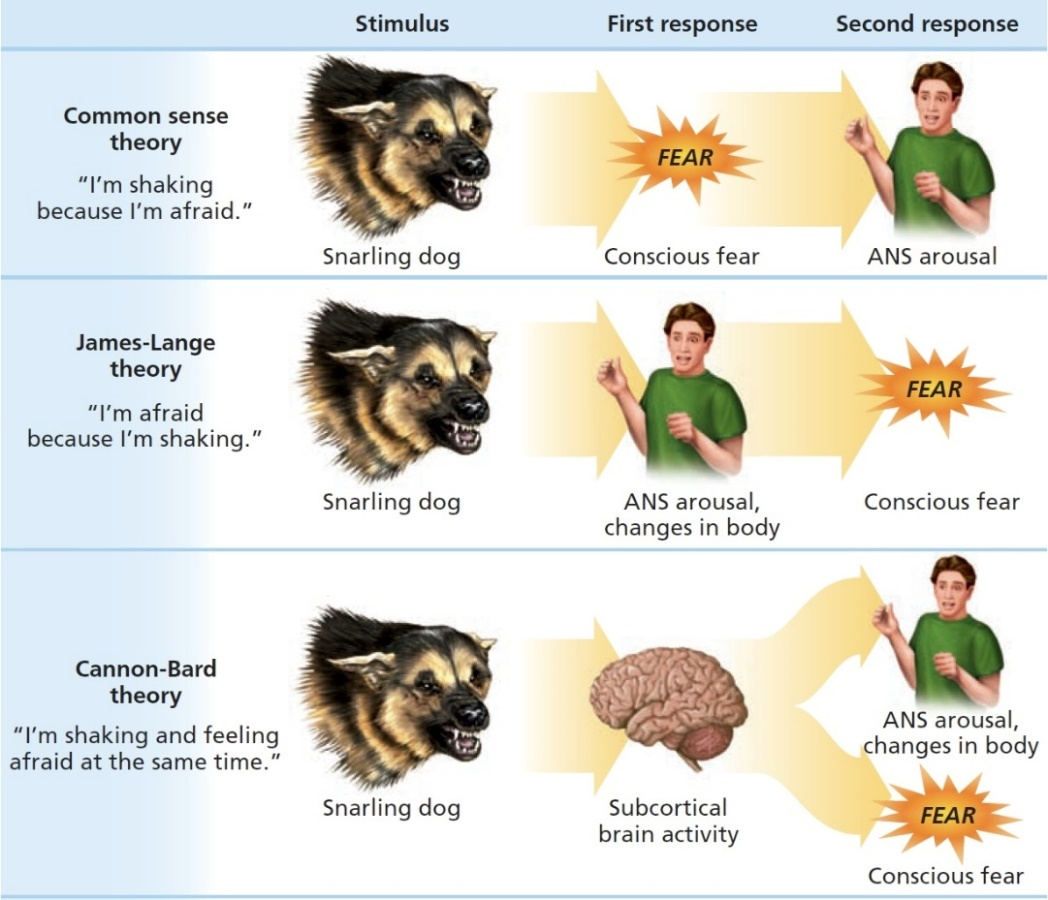 Stimulus
First response
Second response
Common sense
theory
“I’m shaking
because I’m afraid.”
Snarling dog
FEAR
Conscious fear
ANS arousal
James-Lange
theory
“I’m afraid
because I’m shaking.”
Snarling dog
ANS arousal,
changes in body
FEAR
Conscious fear
Cannon-Bard
theory
“I’m shaking and feeling
afraid at the same time.”
Snarling dog
Subcortical
brain activity
ANS arousal,
changes in body
FEAR
Conscious fear